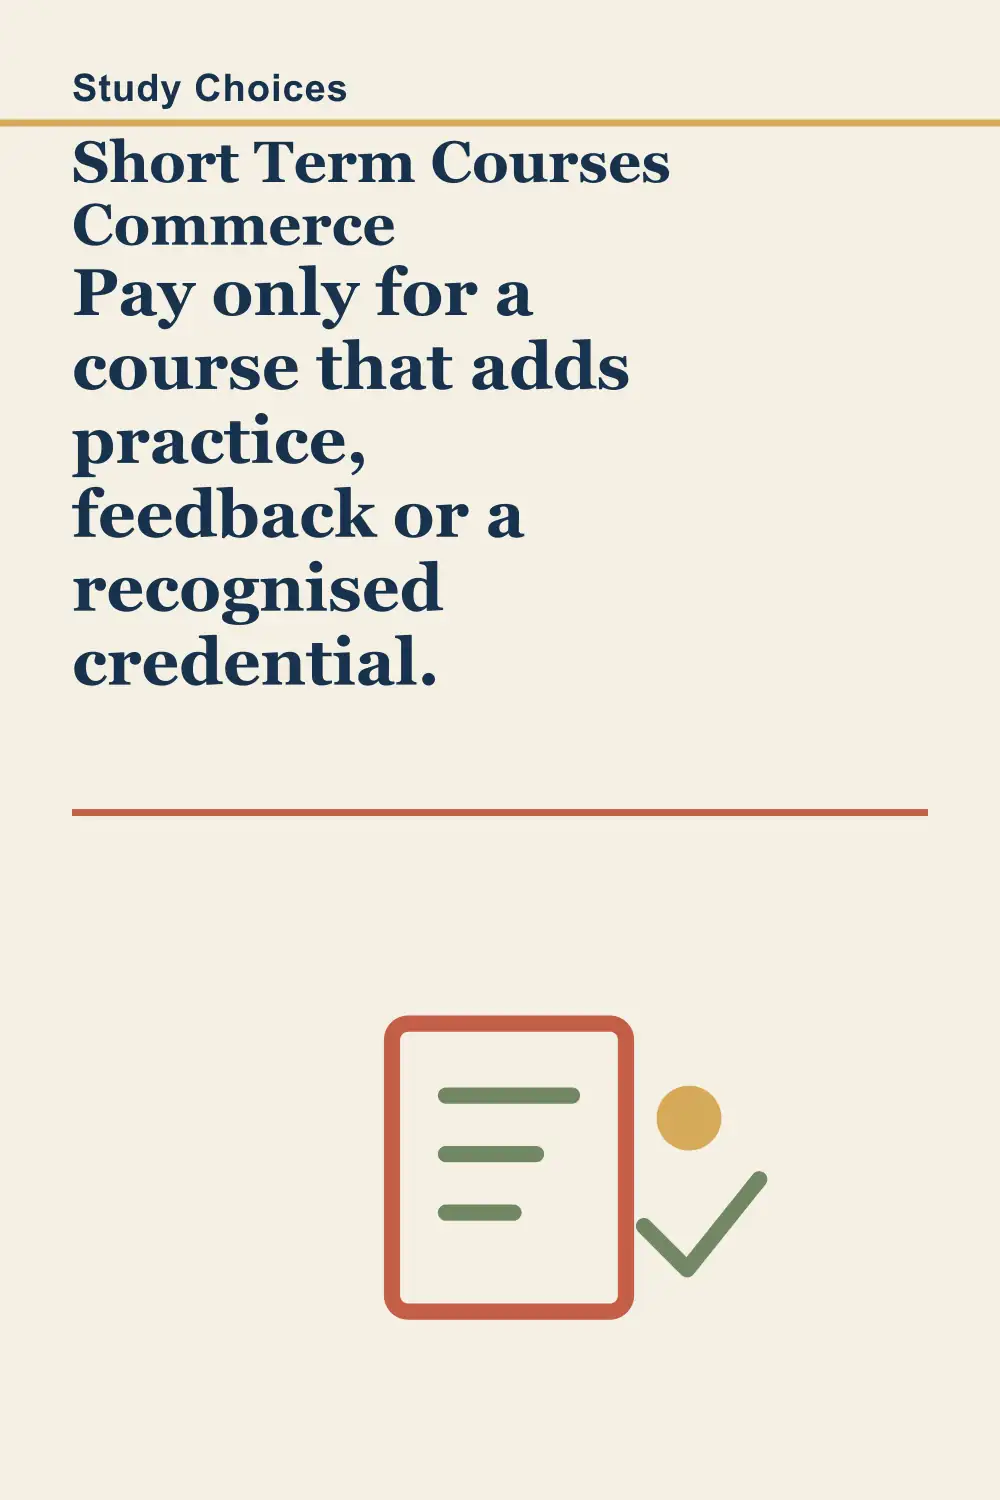 Study Choices
Short Term Courses
Commerce
Pay only for a
course that adds
practice,
feedback or a
recognised
credential.